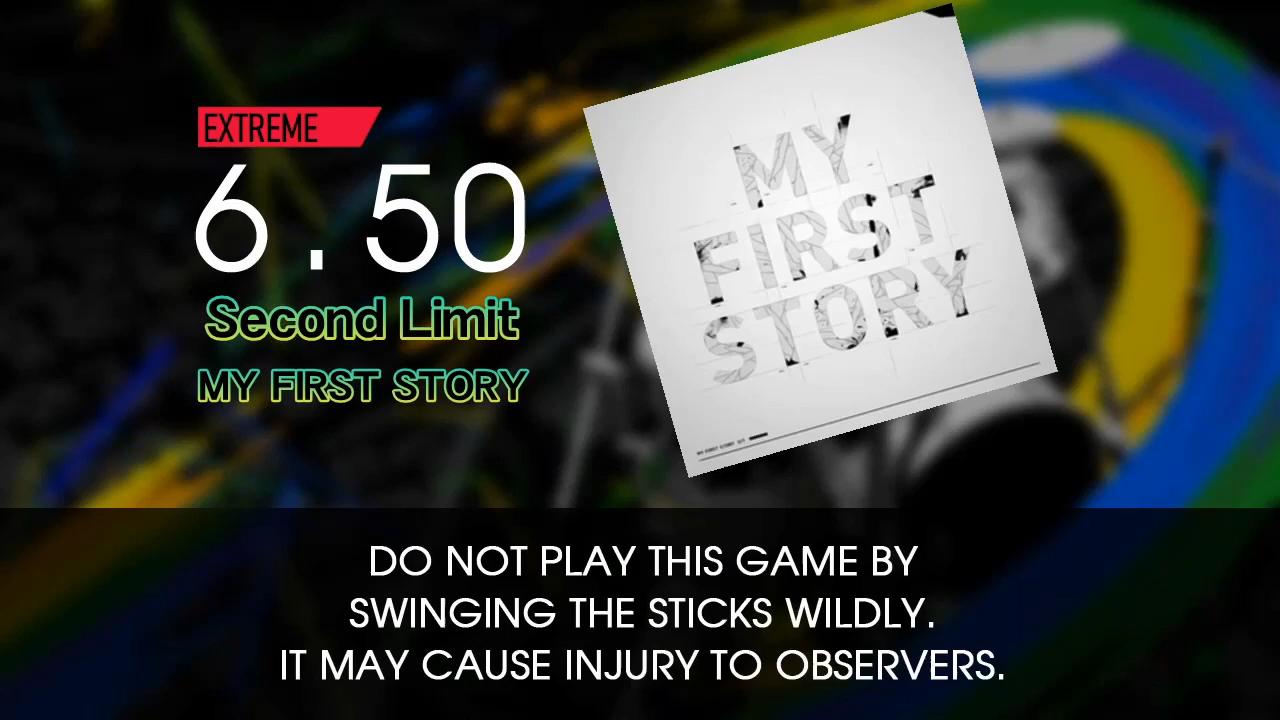 EXTREME
6.50
Second Limit
MY FIRST STORY
MY
FIRST
STORY
DO NOT PLAY THIS GAME BY
SWINGING THE STICKS WILDLY.
IT MAY CAUSE INJURY TO OBSERVERS.